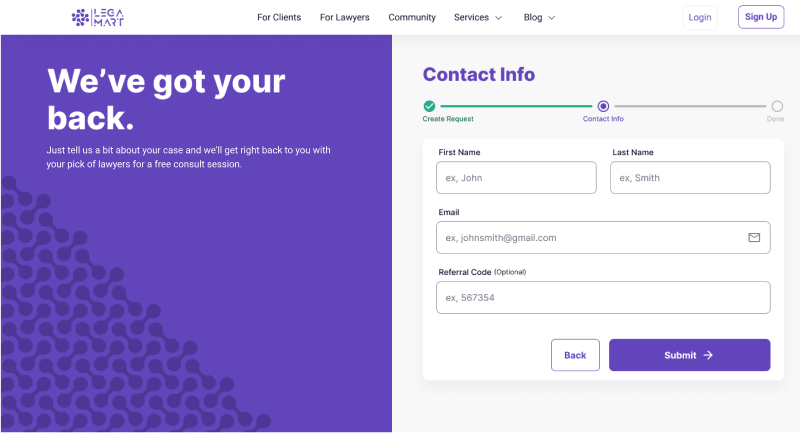 LEGA
MART
For Clients
For Lawyers
Community
Services
Blog
Login
Sign Up
We’ve got your
back.
Just tell us a bit about your case and we'll get right back to you with
your pick of lawyers for a free consult session.
Contact Info
Create Request
Contact Info
Done
First Name
Last Name
ex, John
ex, Smith
Email
ex, johnsmith@gmail.com
Referral Code (Optional)
ex, 567354
Back
Submit